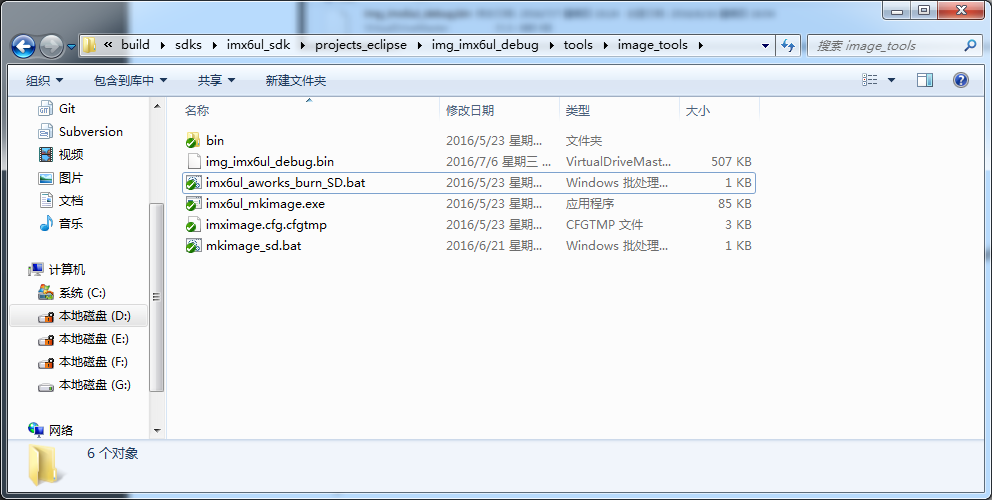 « build sdks imx6ul_sdk projects_eclipse img_imx6ul_debug tools image_tools
搜索 image_tools
组织 包含到库中 共享 新建文件夹
Git
Subversion
视频
图片
文档
音乐
计算机
系统 (C:)
本地磁盘 (D:)
本地磁盘 (E:)
本地磁盘 (F:)
本地磁盘 (G:)
网络
名称 修改日期 类型 大小
bin 2016/5/23 星期... 文件夹
img_imx6ul_debug.bin 2016/7/6 星期三 ... VirtualDriveMast... 507 KB
imx6ul_aworks_burn_SD.bat 2016/5/23 星期... Windows 批处理... 1 KB
imx6ul_mkimage.exe 2016/5/23 星期... 应用程序 85 KB
imximage.cfg.cfgtmp 2016/5/23 星期... CFGTMP 文件 3 KB
mkimage_sd.bat 2016/6/21 星期... Windows 批处理... 1 KB
6 个对象